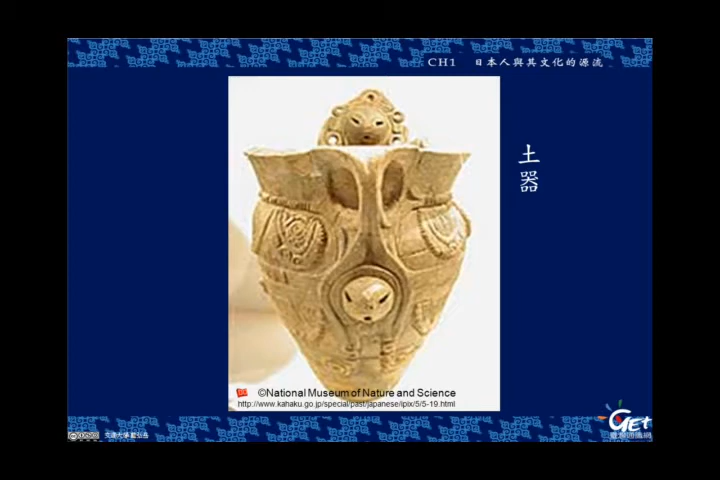 CH1 日本人與其文化的源流
土器
©National Museum of Nature and Science
http://www.kahaku.go.jp/special/past/japanese/ipix/5/5-19.html
GET